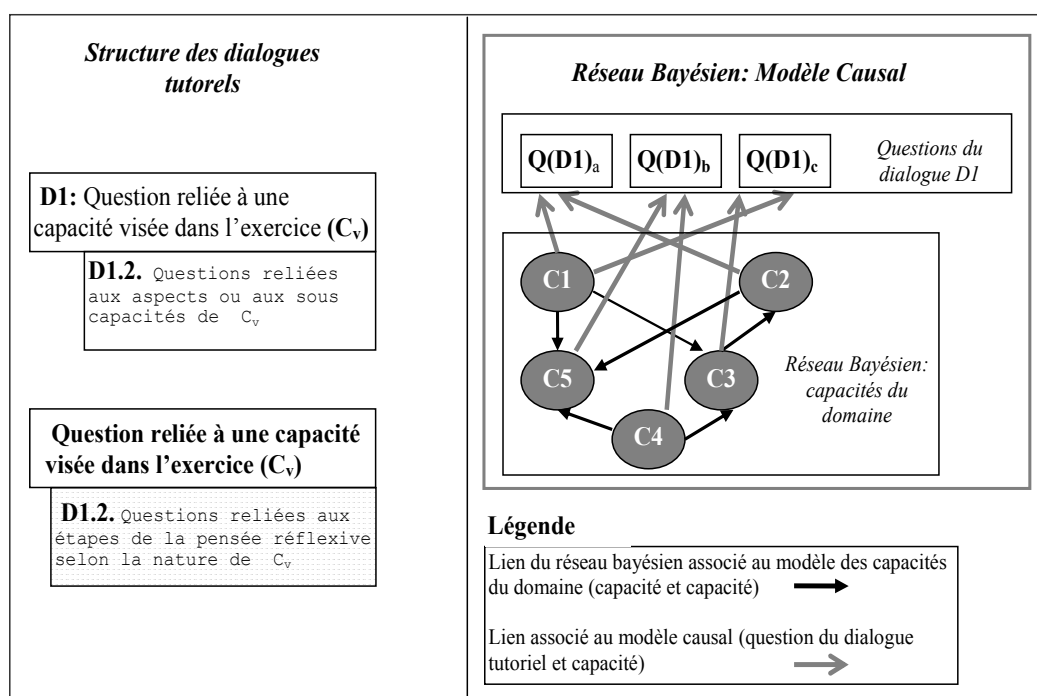 Structure des dialogues
tutorels
D1: Question reliée à une
capacité visée dans l'exercice (Cv)
D1.2. Questions reliées
aux aspects ou aux sous
capacités de Cv
Question reliée à une capacité
visée dans l'exercice (Cv)
D1.2. Questions reliées aux
étapes de la pensée réflexive
selon la nature de Cv
Réseau Bayésien: Modèle Causal
Q(D1)a Q(D1)b Q(D1)c
Questions du
dialogue D1
C1 C2
C5 C3
C4
Réseau Bayésien:
capacités du
domaine
Légende
Lien du réseau bayésien associé au modèle des capacités
du domaine (capacité et capacité)
Lien associé au modèle causal (question du dialogue
tutoriel et capacité)